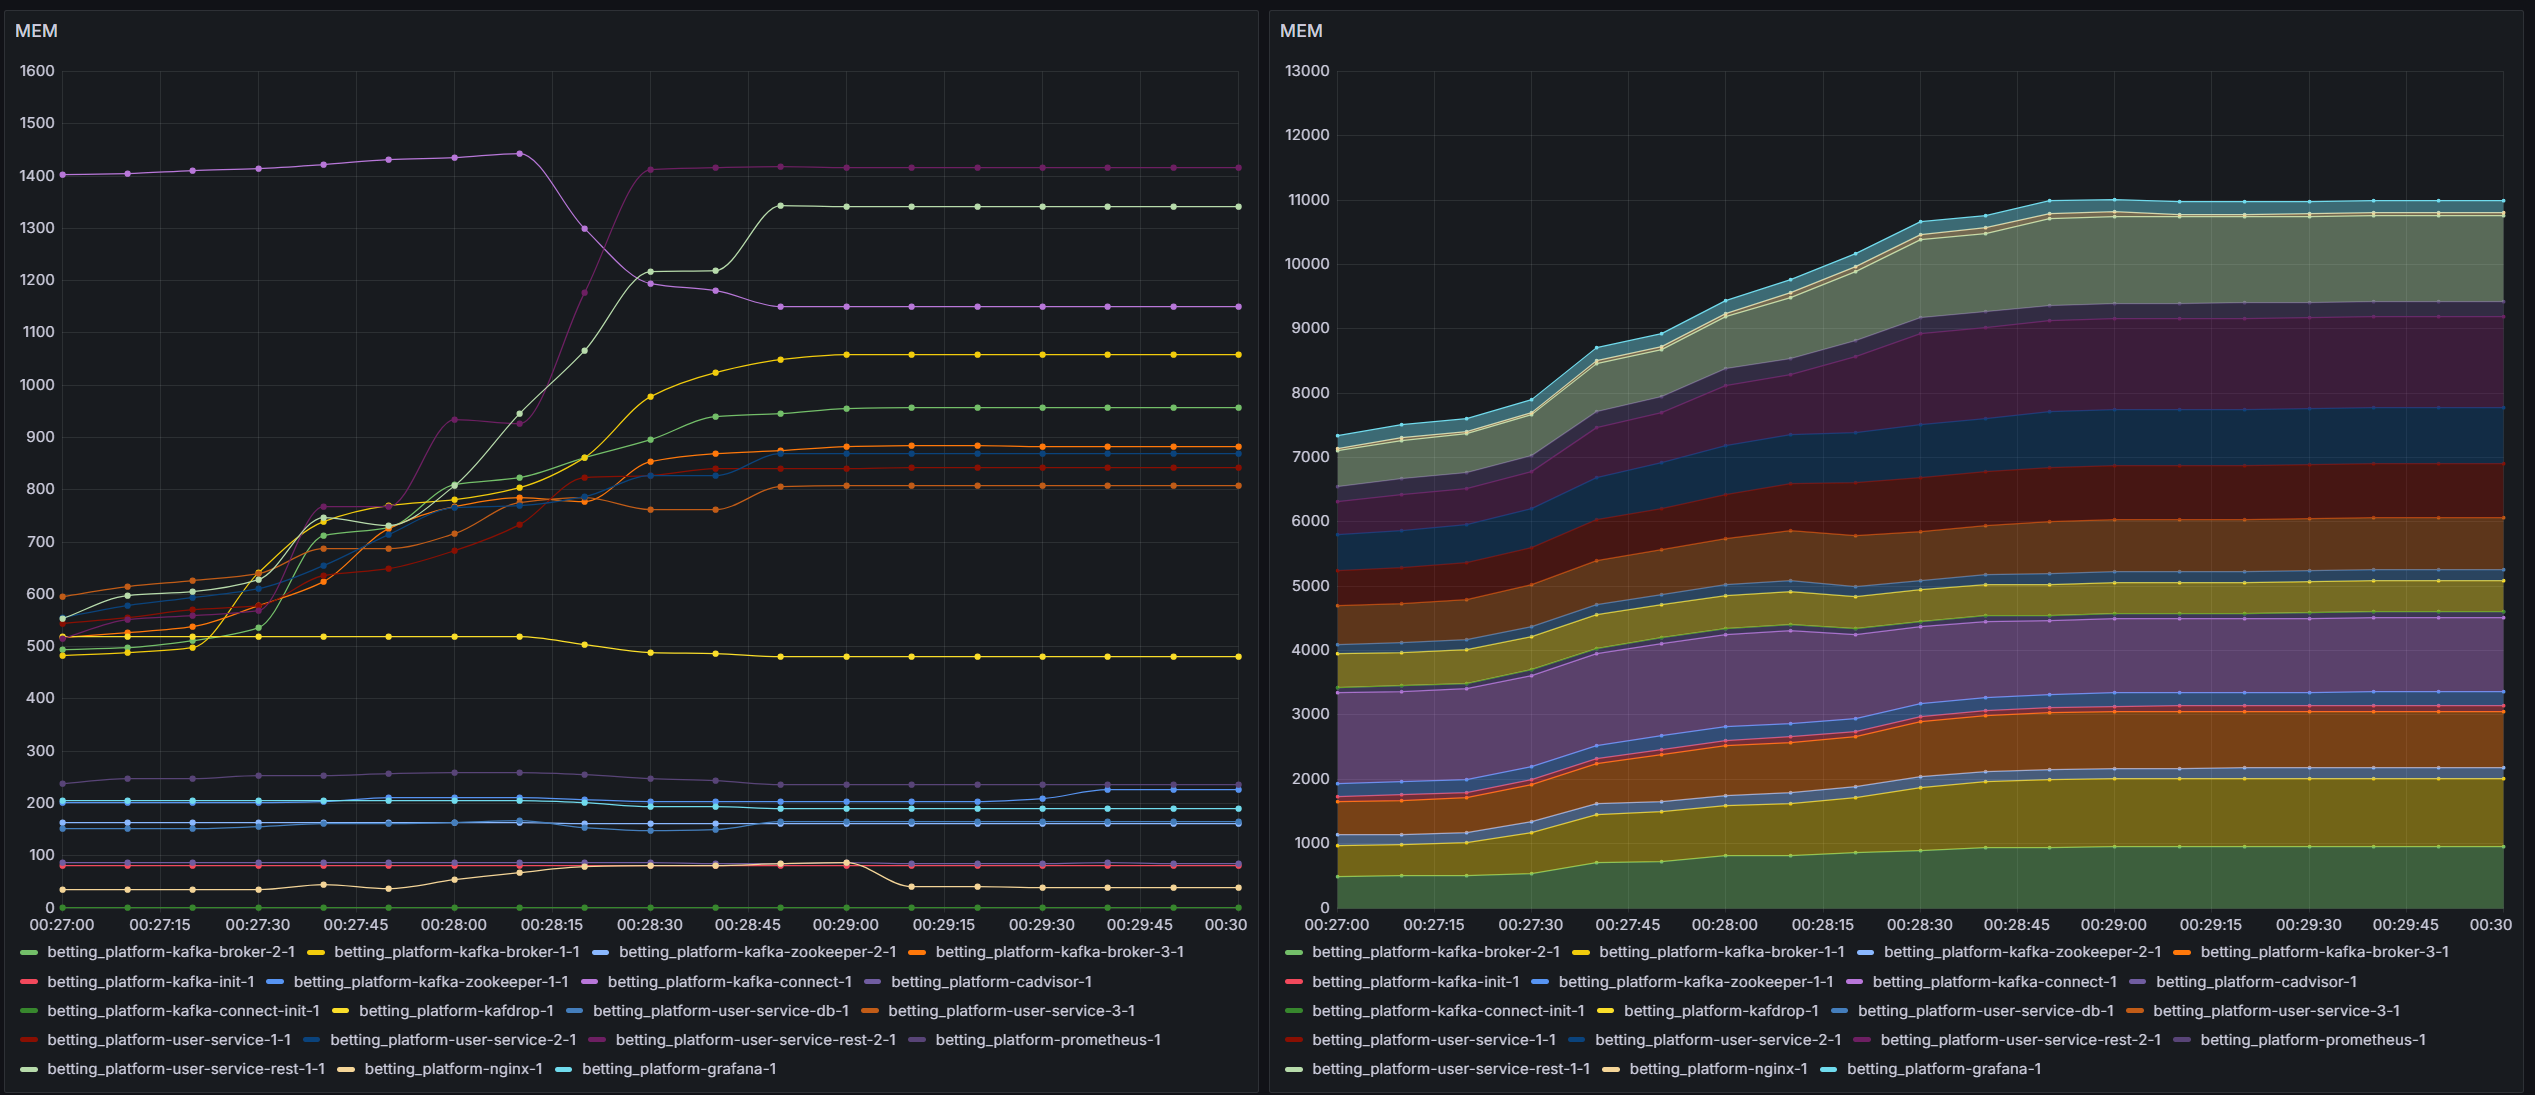 MEM
1600
1500
1400
1300
1200
1100
1000
900
800
700
600
500
400
300
200
100
0
00:27:00 00:27:15 00:27:30 00:27:45 00:28:00 00:28:15 00:28:30 00:28:45 00:29:00 00:29:15 00:29:30 00:29:45 00:30
betting_platform-kafka-broker-2-1 betting_platform-kafka-broker-1-1 betting_platform-kafka-zookeeper-2-1 betting_platform-kafka-broker-3-1
betting_platform-kafka-init-1 betting_platform-kafka-zookeeper-1-1 betting_platform-kafka-connect-1 betting_platform-cadvisor-1
betting_platform-kafka-connect-init-1 betting_platform-kafdrop-1 betting_platform-user-service-db-1 betting_platform-user-service-3-1
betting_platform-user-service-1-1 betting_platform-user-service-2-1 betting_platform-user-service-rest-2-1 betting_platform-prometheus-1
betting_platform-user-service-rest-1-1 betting_platform-nginx-1 betting_platform-grafana-1
MEM
13000
12000
11000
10000
9000
8000
7000
6000
5000
4000
3000
2000
1000
0
00:27:00 00:27:15 00:27:30 00:27:45 00:28:00 00:28:15 00:28:30 00:28:45 00:29:00 00:29:15 00:29:30 00:29:45 00:30
betting_platform-kafka-broker-2-1 betting_platform-kafka-broker-1-1 betting_platform-kafka-zookeeper-2-1 betting_platform-kafka-broker-3-1
betting_platform-kafka-init-1 betting_platform-kafka-zookeeper-1-1 betting_platform-kafka-connect-1 betting_platform-cadvisor-1
betting_platform-kafka-connect-init-1 betting_platform-kafdrop-1 betting_platform-user-service-db-1 betting_platform-user-service-3-1
betting_platform-user-service-1-1 betting_platform-user-service-2-1 betting_platform-user-service-rest-2-1 betting_platform-prometheus-1
betting_platform-user-service-rest-1-1 betting_platform-nginx-1 betting_platform-grafana-1